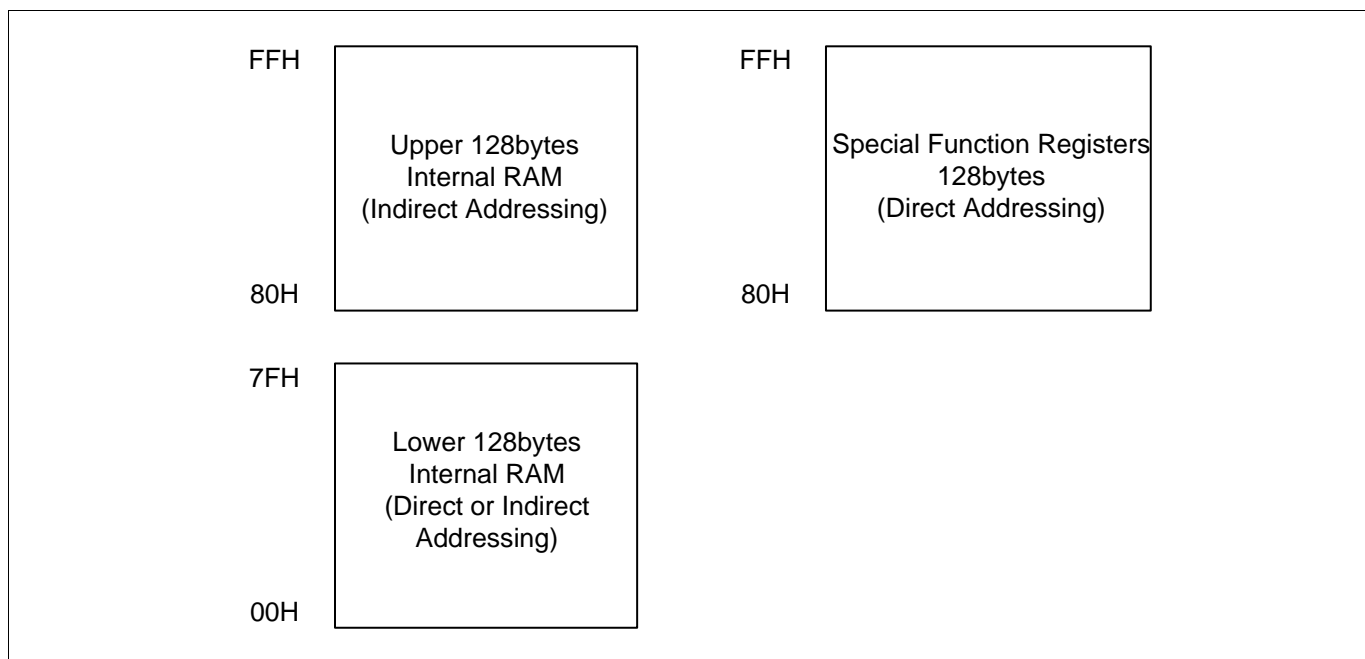 FFH
Upper 128bytes
Internal RAM
(Indirect Addressing)
80H
FFH
Special Function Registers
128bytes
(Direct Addressing)
80H
7FH
Lower 128bytes
Internal RAM
(Direct or Indirect
Addressing)
00H